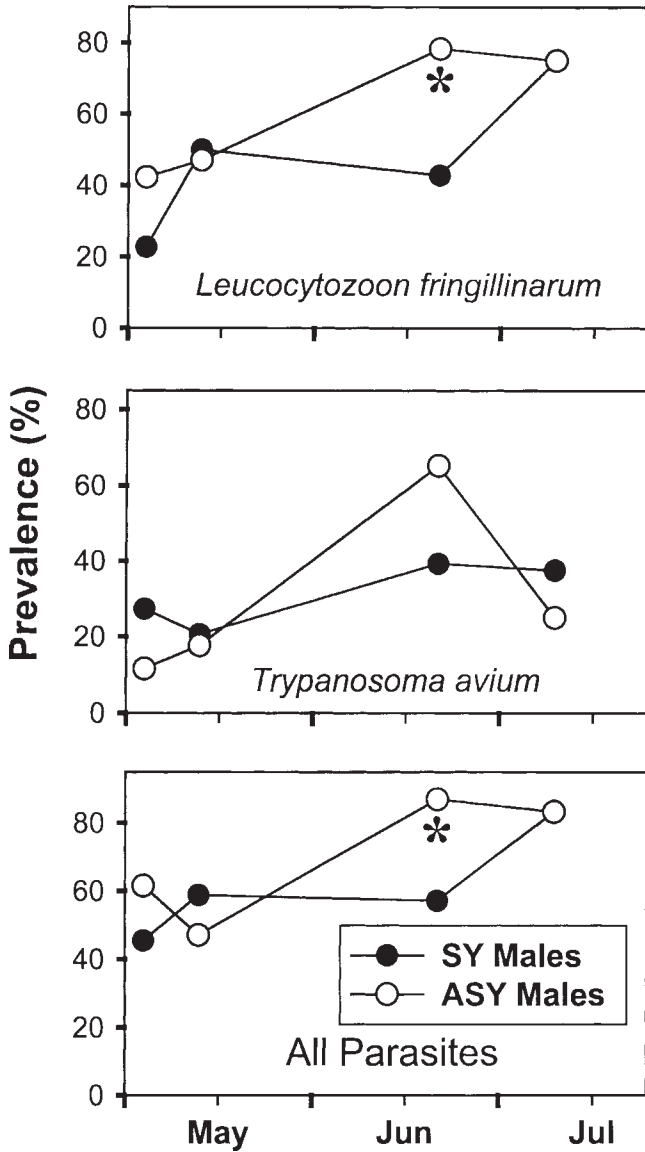 80
60
40
20
0
*
Leucocytozoon fringillinarum
Prevalence (%)
80
60
40
20
0
Trypanosoma avium
80
60
40
20
0
*
SY Males
ASY Males
All Parasites
May Jun Jul